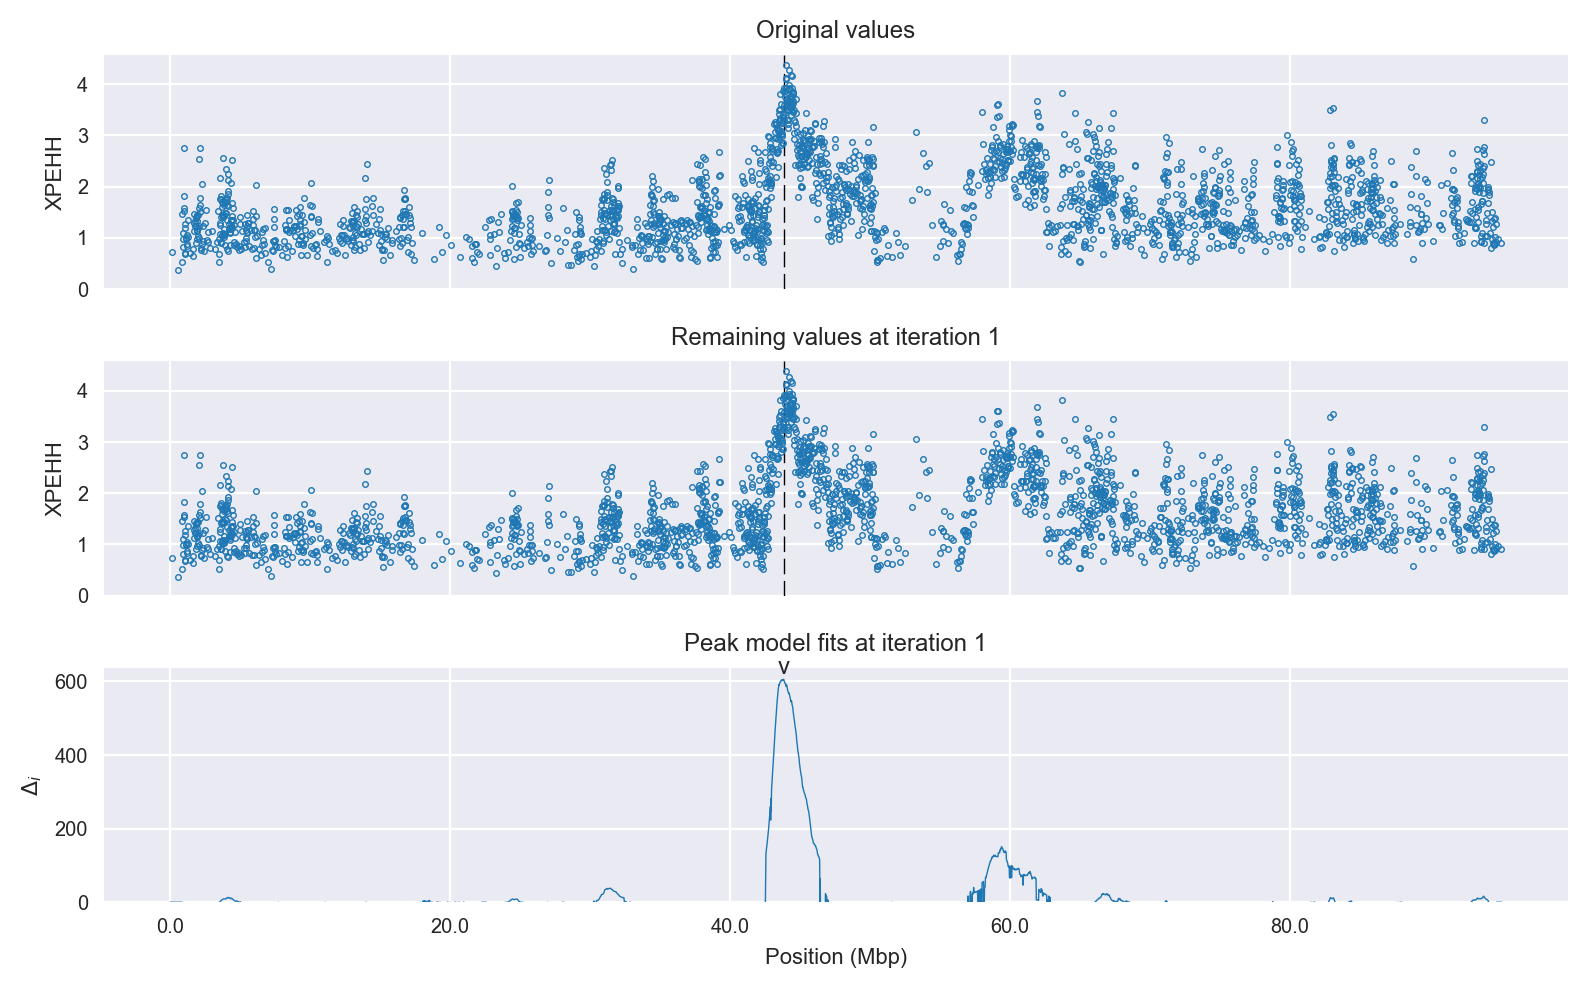 Original values
4
3
2
1
0
XPEHH
Remaining values at iteration 1
4
3
2
1
0
XPEHH
Peak model fits at iteration 1
v
600
400
200
0
Δi
0.0 20.0 40.0 60.0 80.0
Position (Mbp)